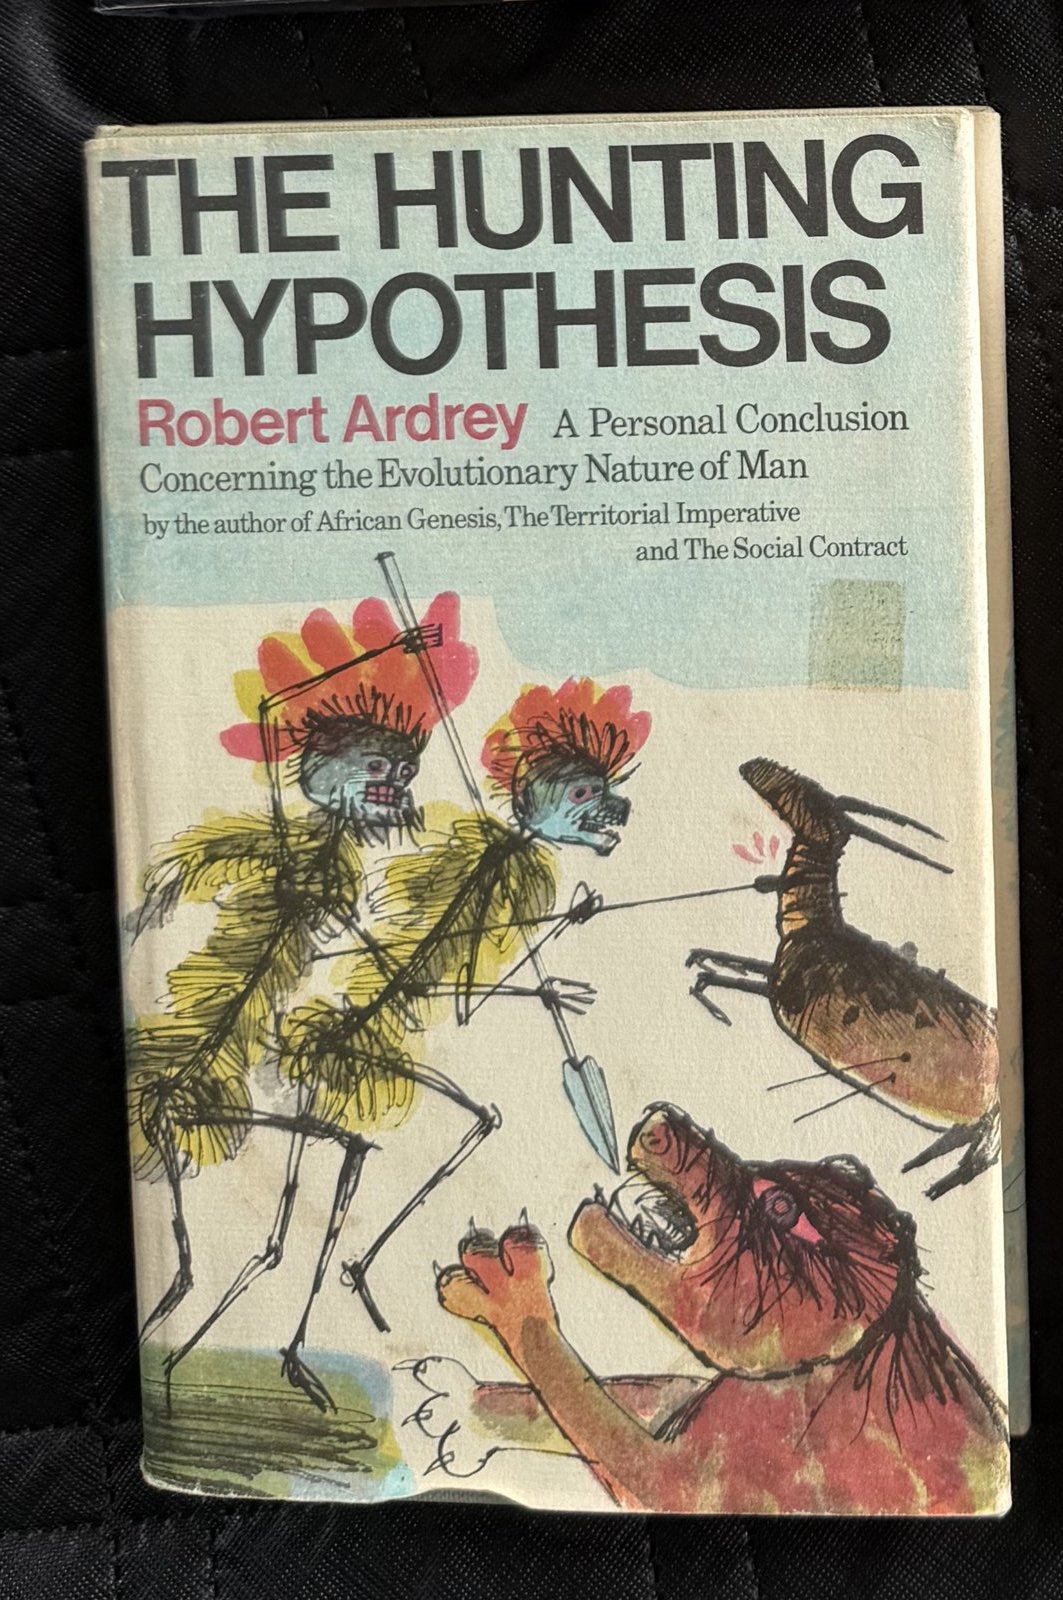 THE HUNTING
HYPOTHESIS
Robert Ardrey A Personal Conclusion
Concerning the Evolutionary Nature of Man
by the author of African Genesis, The Territorial Imperative
and The Social Contract